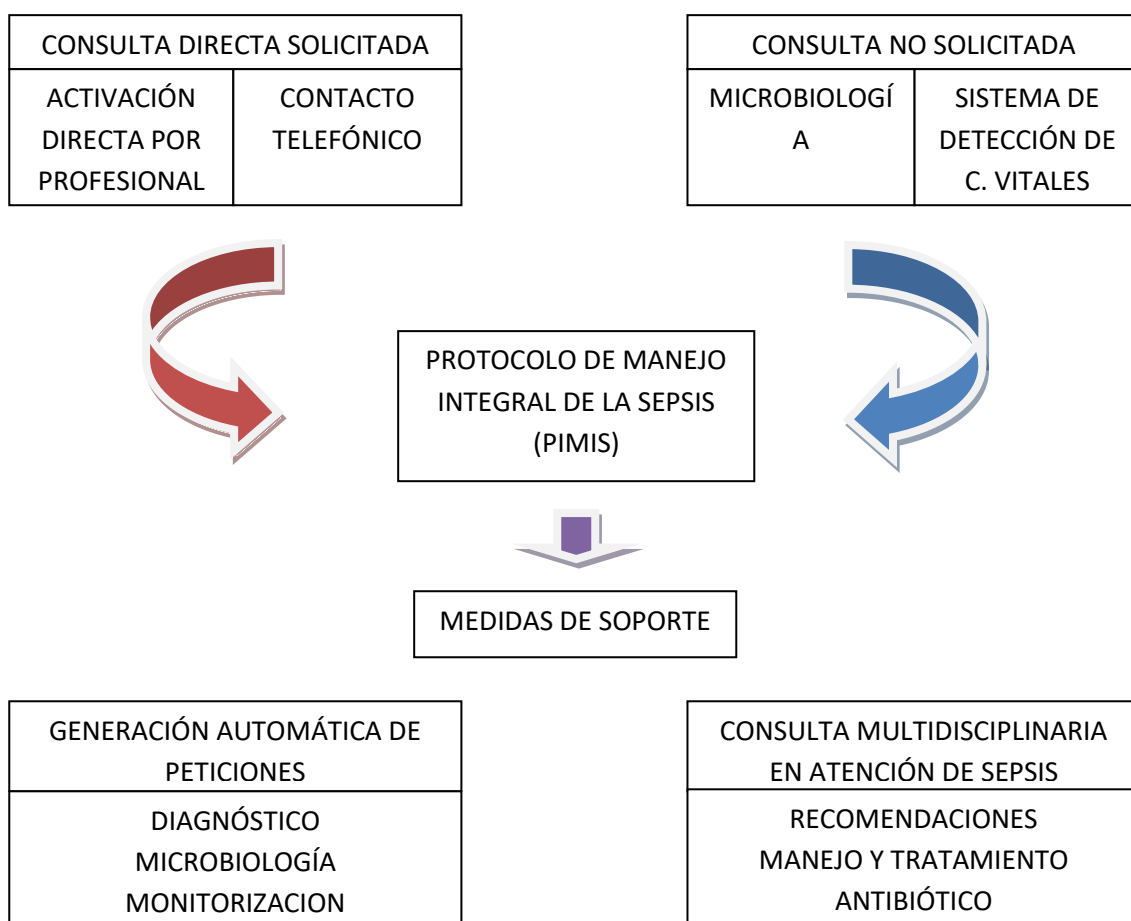 CONSULTA DIRECTA SOLICITADA
ACTIVACIÓN
DIRECTA POR
PROFESIONAL
CONTACTO
TELEFÓNICO
CONSULTA NO SOLICITADA
MICROBIOLOGÍ
A
SISTEMA DE
DETECCIÓN DE
C. VITALES
PROTOCOLO DE MANEJO
INTEGRAL DE LA SEPSIS
(PIMIS)
MEDIDAS DE SOPORTE
GENERACIÓN AUTOMÁTICA DE
PETICIONES
DIAGNÓSTICO
MICROBIOLOGÍA
MONITORIZACION
CONSULTA MULTIDISCIPLINARIA
EN ATENCIÓN DE SEPSIS
RECOMENDACIONES
MANEJO Y TRATAMIENTO
ANTIBIÓTICO